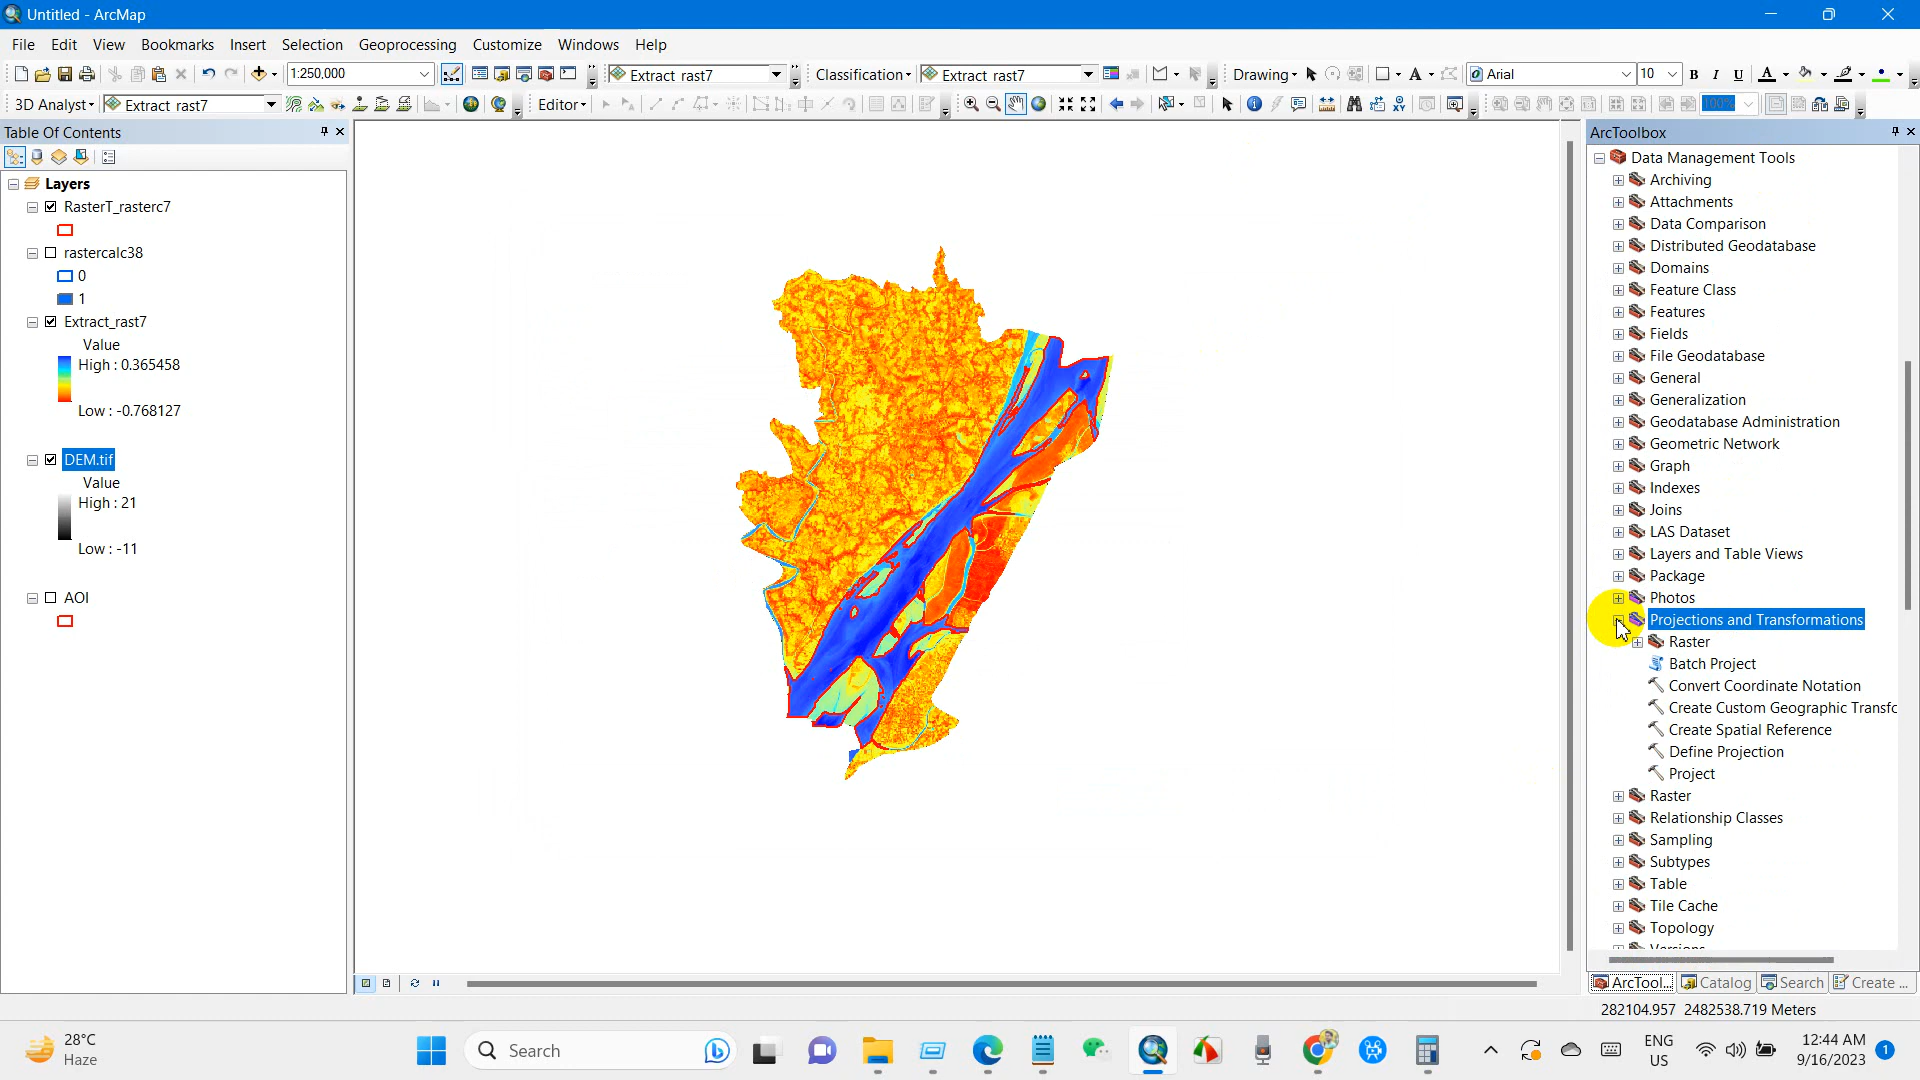 Untitled - ArcMap
File Edit View Bookmarks Insert Selection Geoprocessing Customize Windows Help
1:250,000 Extract rast7 Classification Extract rast7 Drawing A Arial 10 B I U A
3D Analyst Extract rast7 Editor 100%
Table Of Contents
ArcToolbox
Layers
RasterT_rasterc7
rastercalc38
0
1
Extract_rast7
Value
High : 0.365458
Low : -0.768127
DEM.tif
Value
High : 21
Low : -11
AOI
Data Management Tools
Archiving
Attachments
Data Comparison
Distributed Geodatabase
Domains
Feature Class
Features
Fields
File Geodatabase
General
Generalization
Geodatabase Administration
Geometric Network
Graph
Indexes
Joins
LAS Dataset
Layers and Table Views
Package
Photos
Projections and Transformations
Raster
Batch Project
Convert Coordinate Notation
Create Custom Geographic Transfo
Create Spatial Reference
Define Projection
Project
Raster
Relationship Classes
Sampling
Subtypes
Table
Tile Cache
Topology
Versions
ArcTool... Catalog Search Create ...
282104.957 2482538.719 Meters
28°C
Haze
Search
ENG
US
12:44 AM
9/16/2023
1